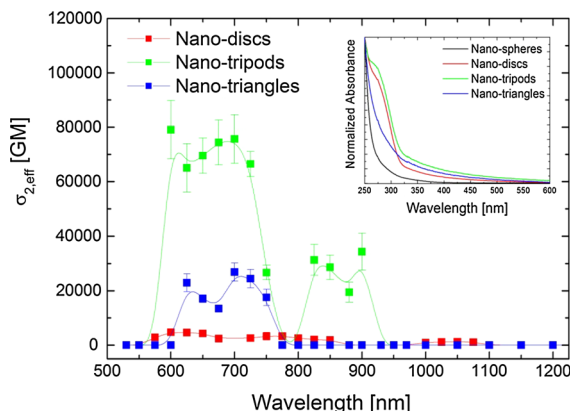 120000
100000
80000
60000
40000
20000
0
σ2,eff [GM]
Nano-discs
Nano-tripods
Nano-triangles
500 600 700 800 900 1000 1100 1200
Wavelength [nm]
Normalized Absorbance
Nano-spheres
Nano-discs
Nano-tripods
Nano-triangles
250 300 350 400 450 500 550 600
Wavelength [nm]